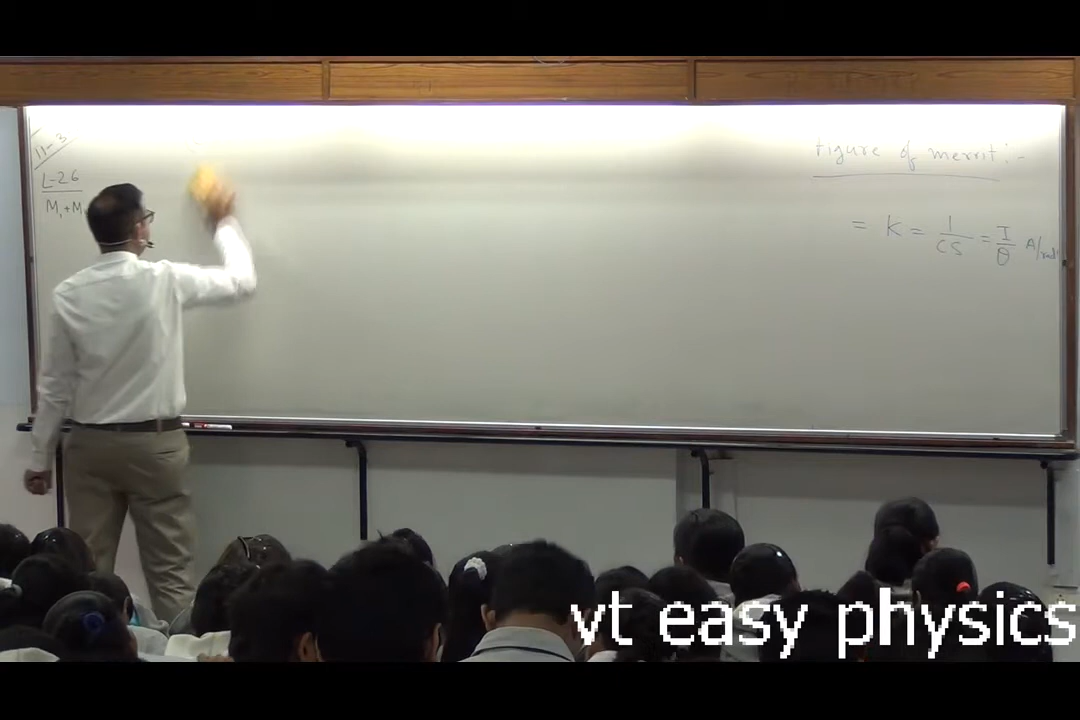 11-3
L-26
M₁+M
figure of merrit:-
= K = 1/CS = I/θ A/rad
vt easy physics